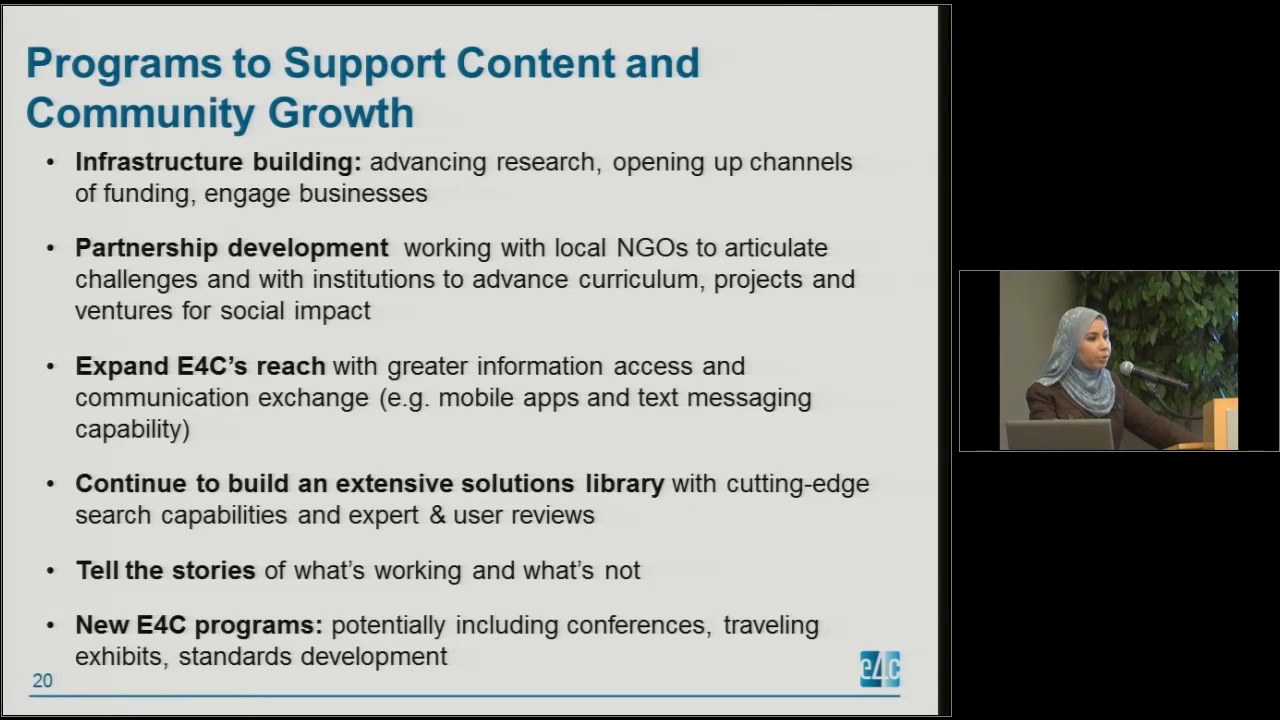 Programs to Support Content and
Community Growth
• Infrastructure building: advancing research, opening up channels
of funding, engage businesses
• Partnership development working with local NGOs to articulate
challenges and with institutions to advance curriculum, projects and
ventures for social impact
• Expand E4C’s reach with greater information access and
communication exchange (e.g. mobile apps and text messaging
capability)
• Continue to build an extensive solutions library with cutting-edge
search capabilities and expert & user reviews
• Tell the stories of what’s working and what’s not
• New E4C programs: potentially including conferences, traveling
exhibits, standards development
20
e4c